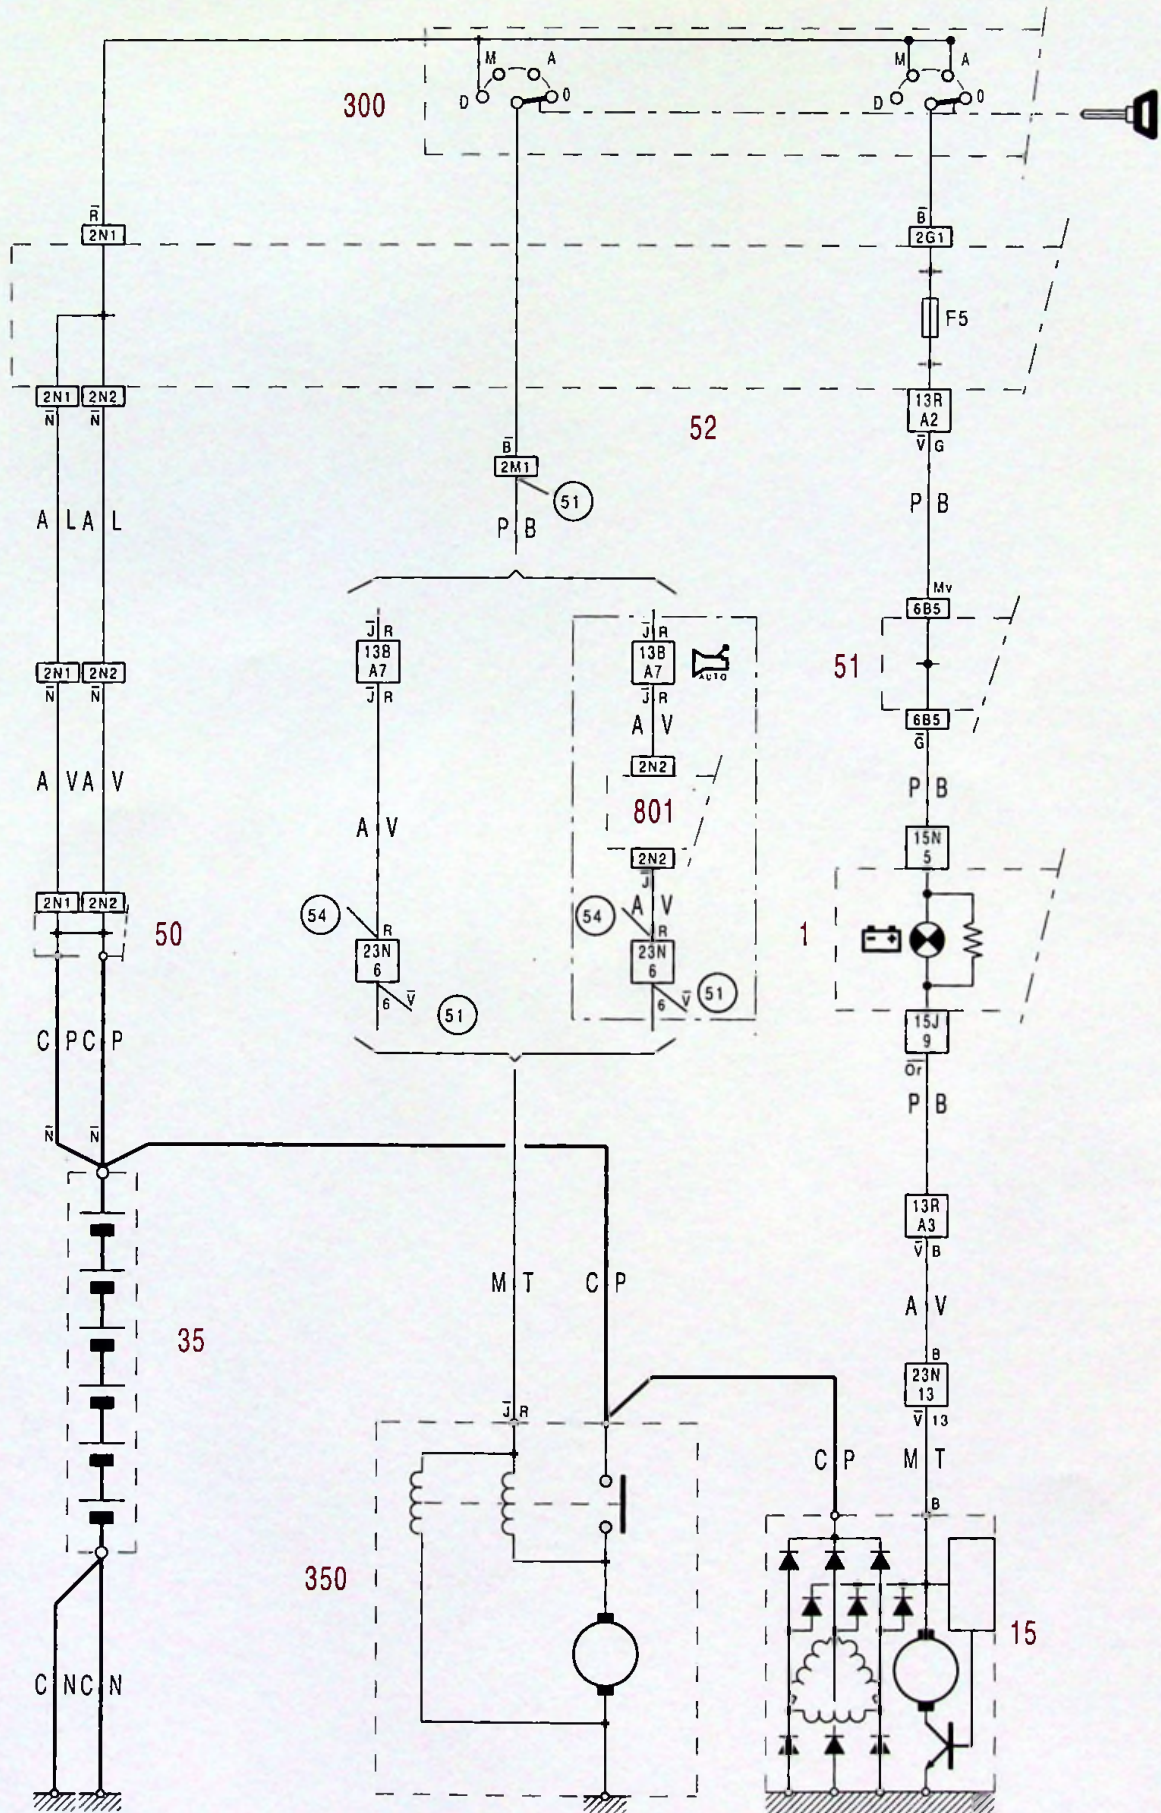 M A M A
D O D O
300
R̄ B̄
2N1 2G1
F5
2N1 2N2 13R
A2
N̄ N̄ 52 V̄ G
B̄
2M1
51
A L A L P B P B
Mv
6B5
J̄ R J̄ R
13B 13B
A7 A7
AUTO
2N1 2N2 51
N̄ N̄ J̄ R J̄ R
6B5
A V Ḡ
2N2
A V A V P B
801
A V 15N
5
2N2
J̄
2N1 2N2 A V
54 R 54 R
50 1
23N 23N
6 6
6 V̄ 51 6 V̄ 51
15J
9
C P C P Or
P B
N̄ N̄
13R
A3
V̄ B
M T C P A V
35
B
23N
13
J̄ R V̄ 13
C P M T
B
350
15
C N C N